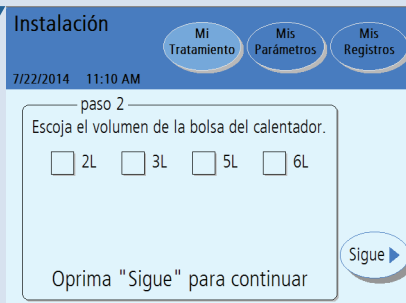 Instalación
Mi
Tratamiento
Mis
Parámetros
Mis
Registros
7/22/2014 11:10 AM
paso 2
Escoja el volumen de la bolsa del calentador.
2L 3L 5L 6L
Sigue
Oprima "Sigue" para continuar